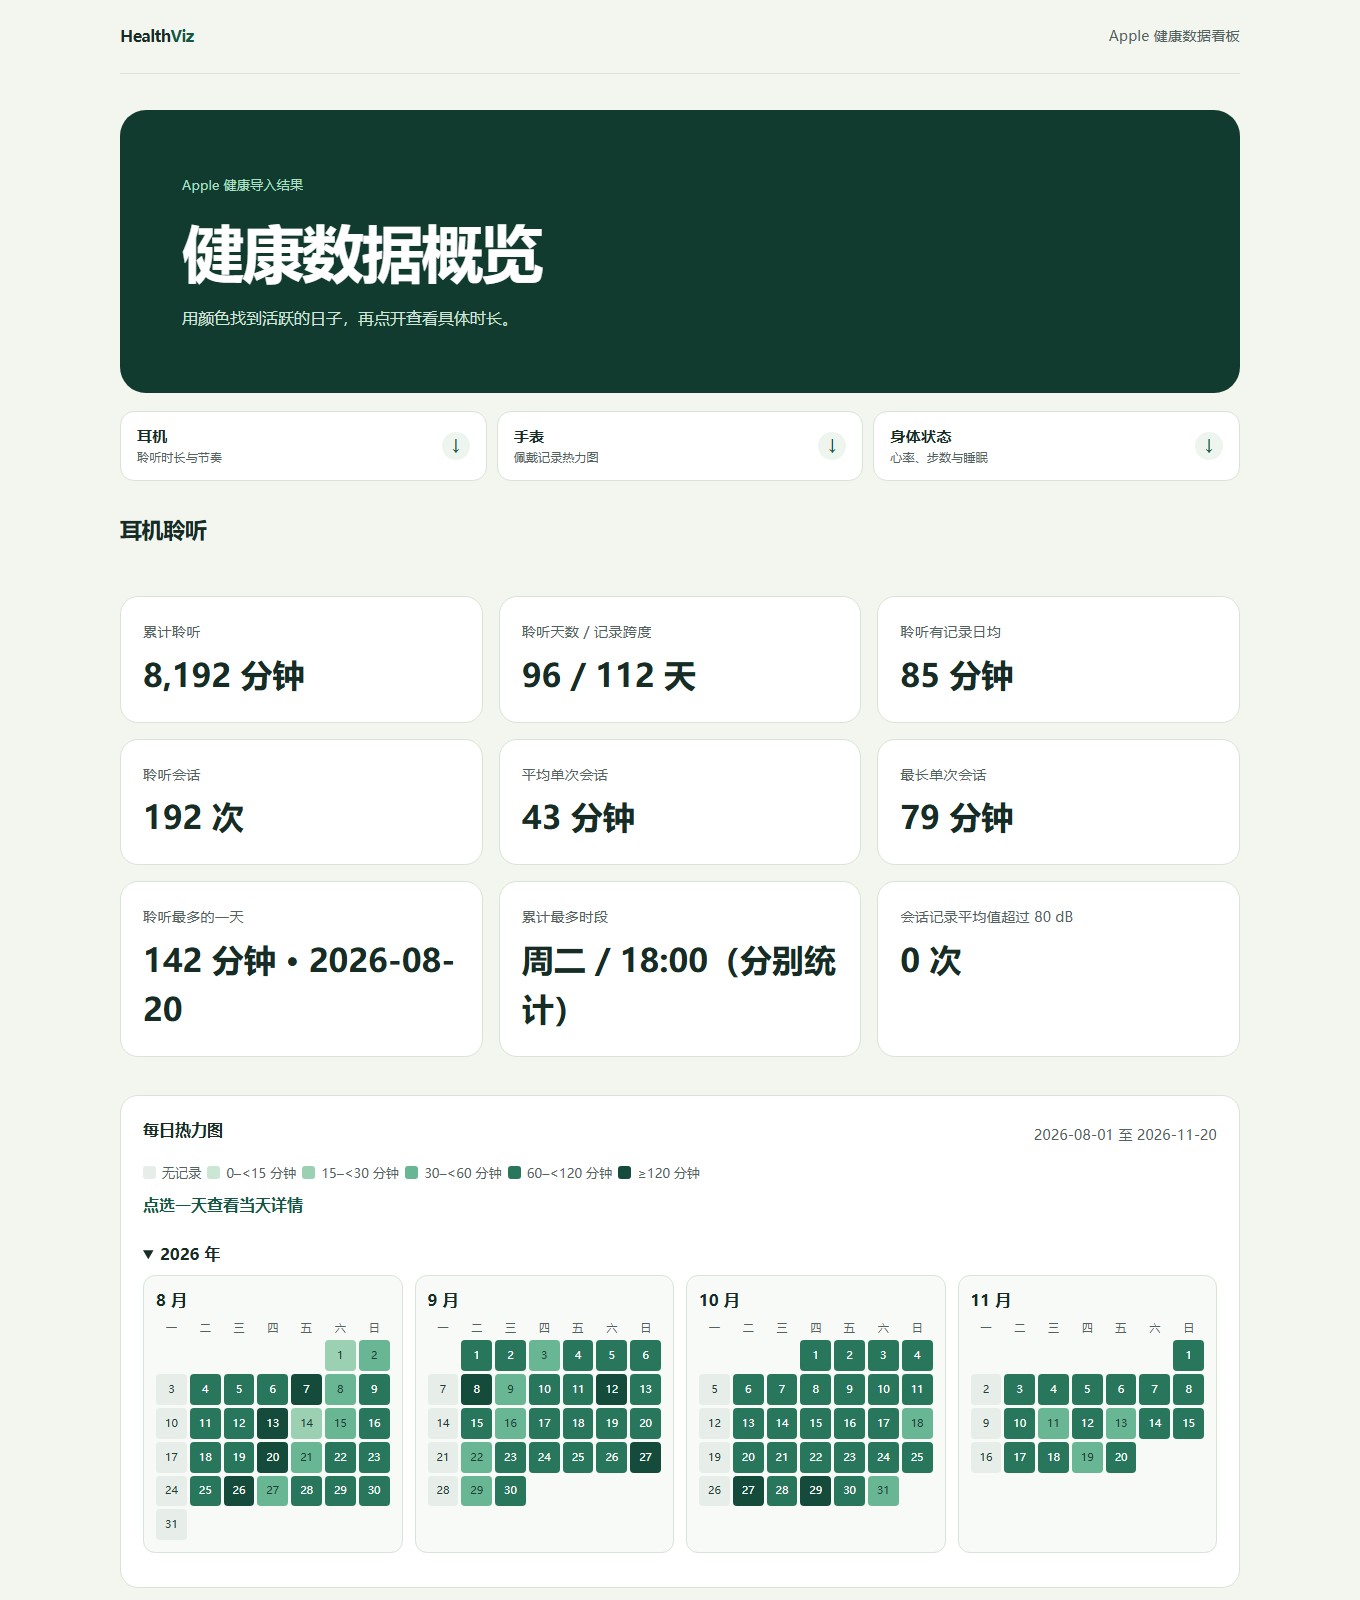 HealthViz
Apple 健康数据看板
Apple 健康导入结果
健康数据概览
用颜色找到活跃的日子，再点开查看具体时长。
耳机
聆听时长与节奏
↓
手表
佩戴记录热力图
↓
身体状态
心率、步数与睡眠
↓
耳机聆听
累计聆听
8,192 分钟
聆听天数 / 记录跨度
96 / 112 天
聆听有记录日均
85 分钟
聆听会话
192 次
平均单次会话
43 分钟
最长单次会话
79 分钟
聆听最多的一天
142 分钟 • 2026-08-
20
累计最多时段
周二 / 18:00（分别统
计）
会话记录平均值超过 80 dB
0 次
每日热力图
2026-08-01 至 2026-11-20
无记录 0–<15 分钟 15–<30 分钟 30–<60 分钟 60–<120 分钟 ≥120 分钟
点选一天查看当天详情
▼ 2026 年
8 月
一 二 三 四 五 六 日
1 2
3 4 5 6 7 8 9
10 11 12 13 14 15 16
17 18 19 20 21 22 23
24 25 26 27 28 29 30
31
9 月
一 二 三 四 五 六 日
1 2 3 4 5 6
7 8 9 10 11 12 13
14 15 16 17 18 19 20
21 22 23 24 25 26 27
28 29 30
10 月
一 二 三 四 五 六 日
1 2 3 4
5 6 7 8 9 10 11
12 13 14 15 16 17 18
19 20 21 22 23 24 25
26 27 28 29 30 31
11 月
一 二 三 四 五 六 日
1
2 3 4 5 6 7 8
9 10 11 12 13 14 15
16 17 18 19 20